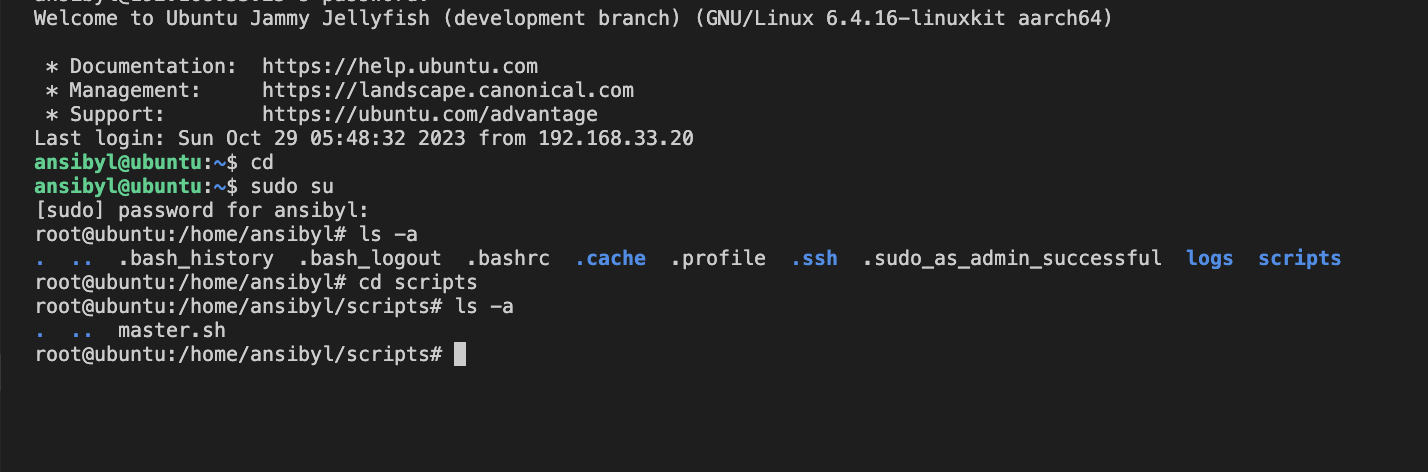 Welcome to Ubuntu Jammy Jellyfish (development branch) (GNU/Linux 6.4.16-linuxkit aarch64)
* Documentation: https://help.ubuntu.com
* Management: https://landscape.canonical.com
* Support: https://ubuntu.com/advantage
Last login: Sun Oct 29 05:48:32 2023 from 192.168.33.20
ansibyl@ubuntu:~$ cd
ansibyl@ubuntu:~$ sudo su
[sudo] password for ansibyl:
root@ubuntu:/home/ansibyl# ls -a
. .. .bash_history .bash_logout .bashrc .cache .profile .ssh .sudo_as_admin_successful logs scripts
root@ubuntu:/home/ansibyl# cd scripts
root@ubuntu:/home/ansibyl/scripts# ls -a
. .. master.sh
root@ubuntu:/home/ansibyl/scripts#